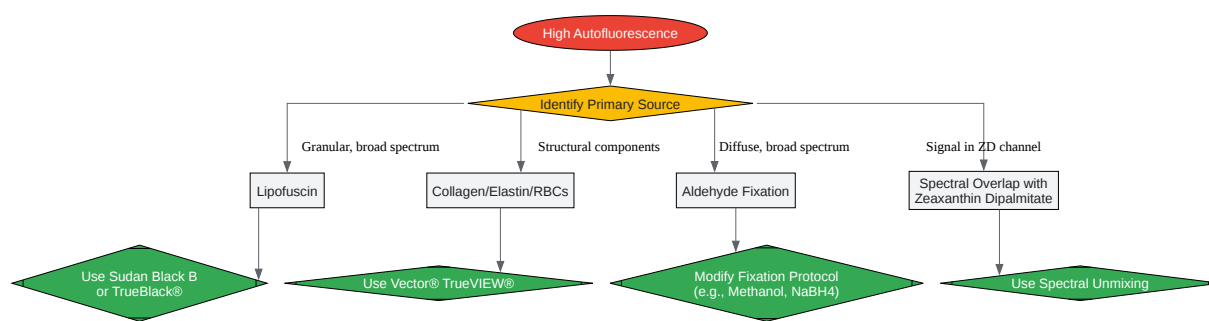 High Autofluorescence
Identify Primary Source
Granular, broad spectrum
Structural components
Diffuse, broad spectrum
Signal in ZD channel
Lipofuscin
Collagen/Elastin/RBCs
Aldehyde Fixation
Spectral Overlap with
Zeaxanthin Dipalmitate
Use Sudan Black B
or TrueBlack®
Use Vector® TrueVIEW®
Modify Fixation Protocol
(e.g., Methanol, NaBH4)
Use Spectral Unmixing